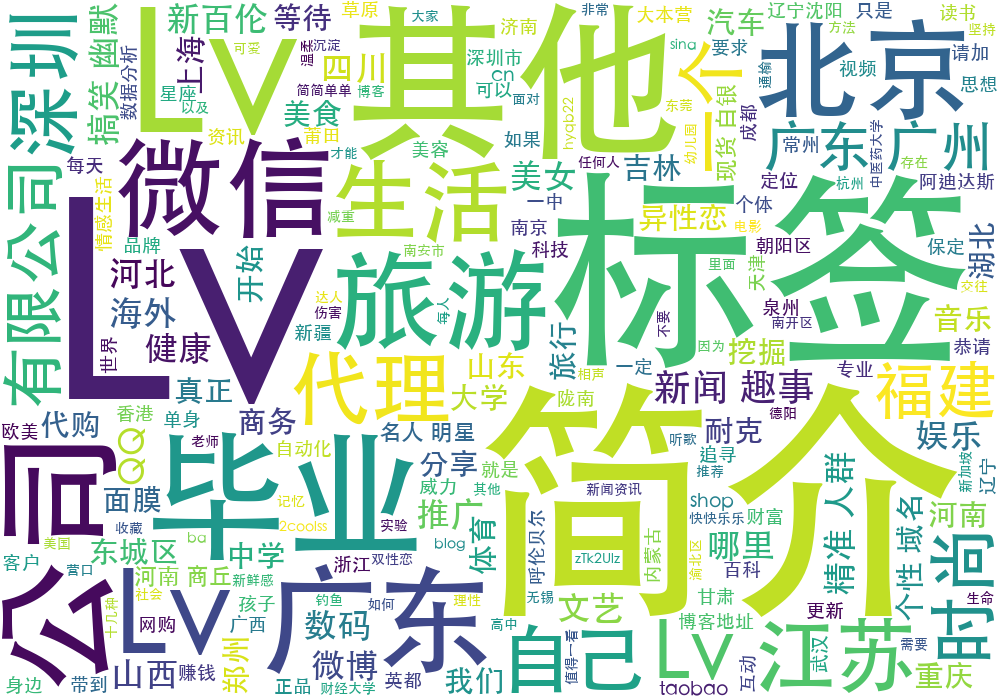 深圳
搞笑 幽默
数据分析
新百伦
上海
等待
LV
可爱
沉淀
温柔
草原
大家
四川
其他
济南
非常
大本营
sina
一个
汽车
要求
辽宁沈阳
方法
只是
北京
读书
坚持
请加
思想
视频
星座
以及
资讯
莆田
美食
简简单单
博客
深圳市
cn
可以
面对
如果
hyqb22
东莞
幼儿园
通榆
现货 白银
成都
广东
广州
常州
中医药大学
存在
杭州
阿迪达斯
有限公司
每天
情感生活
微信
才能
减重
生活
美容
美女
一中
任何人
吉林
异性恋
电影
定位
个体
标签
湖北
保定
交往
品牌
河北
LV
开始
南安市
旅游
南京
科技
里面
朝阳区
天津
泉州
南开区
音乐
恭请
海外
世界
健康
达人
伤害
新疆
每人
旅行
不要
因为
挖掘
一定
专业
真正
代理
山东
大学
相声
陇南
新闻 趣事
德阳
福建
欧美
代购
香港
单身
商务
QQ
老师
自动化
名人 明星
分享
就是
听歌
耐克
追寻
推荐
娱乐
新加坡
辽宁
公司
面膜
收藏
毕业
记忆
其他
威力
推广
2coolss
实验
blog
体育
新闻资讯
简介
shop
快快乐乐
财富
人群
精准
域名
个性
河南
客户
美国
营口
东城区
ba
中学
浙江
双性恋
呼伦贝尔
zTk2UIz
内蒙古
渝北区
哪里
百科
时尚
生命
十几种
社会
河南 商丘
新鲜感
LV
网购
孩子
广西
钓鱼
广东
数码
如何
理性
高中
无锡
文艺
甘肃
博客地址
更新
武汉
需要
身边
带到
山西
赚钱
郑州
正品
财经大学
微博
英都
我们
自己
值得一看
LV
taobao
互动
江苏
重庆